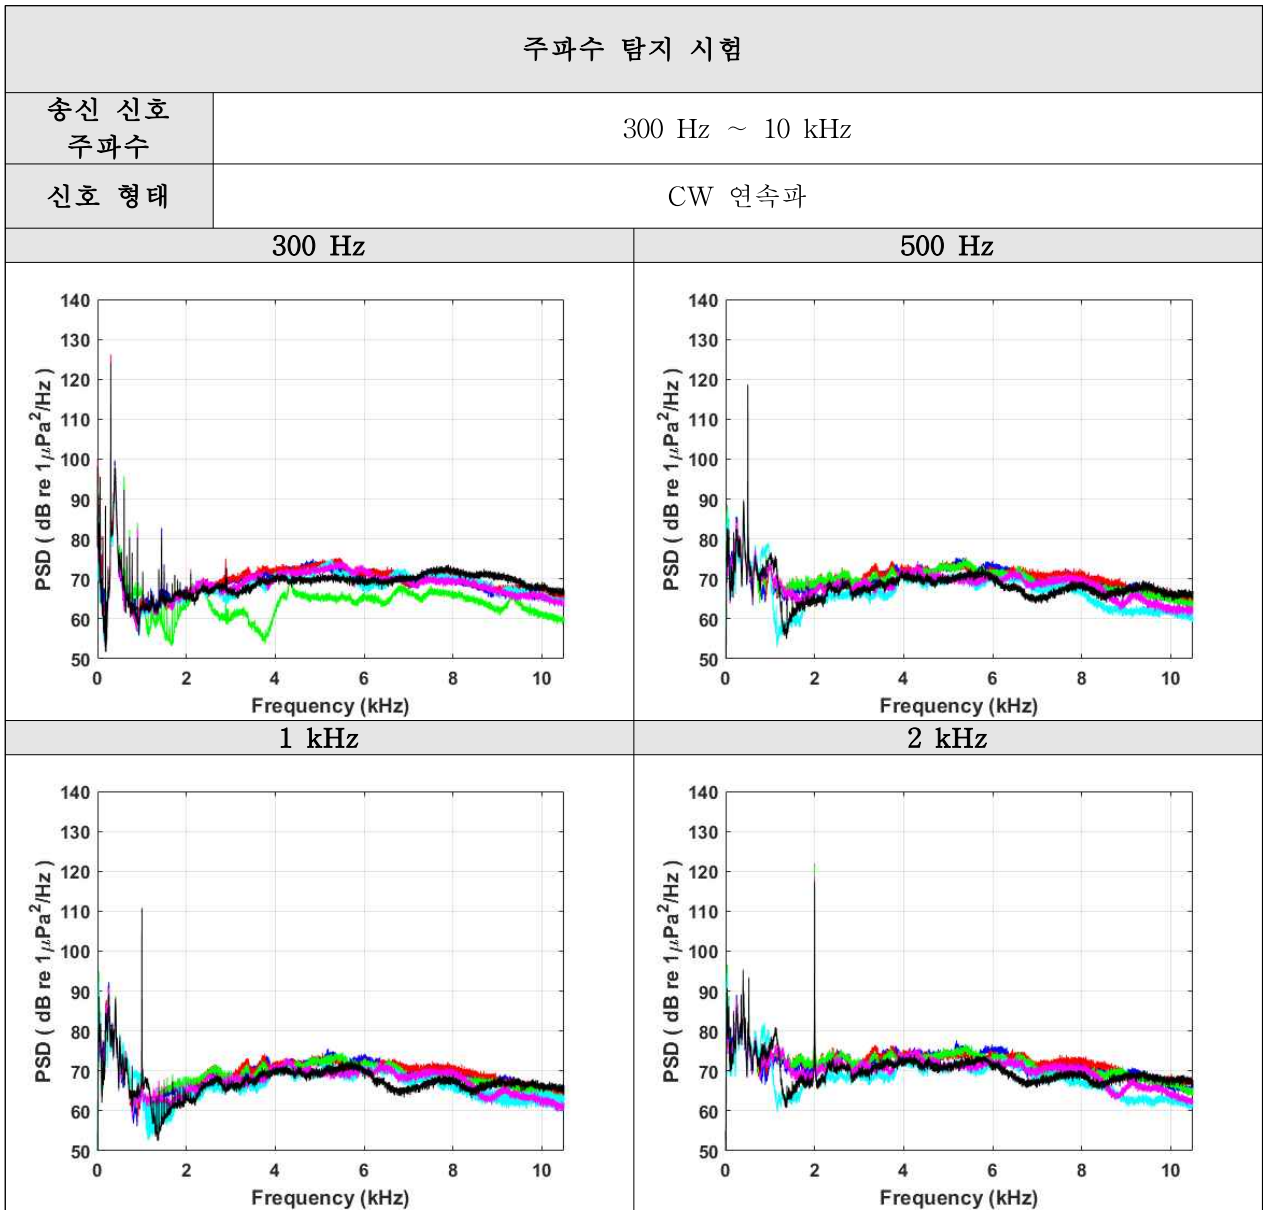 주파수 탐지 시험
송신 신호
주파수
300 Hz ~ 10 kHz
신호 형태
CW 연속파
300 Hz
500 Hz
140
130
120
110
100
90
80
70
60
50
PSD ( dB re 1μPa²/Hz )
0 2 4 6 8 10
Frequency (kHz)
140
130
120
110
100
90
80
70
60
50
PSD ( dB re 1μPa²/Hz )
0 2 4 6 8 10
Frequency (kHz)
1 kHz
2 kHz
140
130
120
110
100
90
80
70
60
50
PSD ( dB re 1μPa²/Hz )
0 2 4 6 8 10
Frequency (kHz)
140
130
120
110
100
90
80
70
60
50
PSD ( dB re 1μPa²/Hz )
0 2 4 6 8 10
Frequency (kHz)